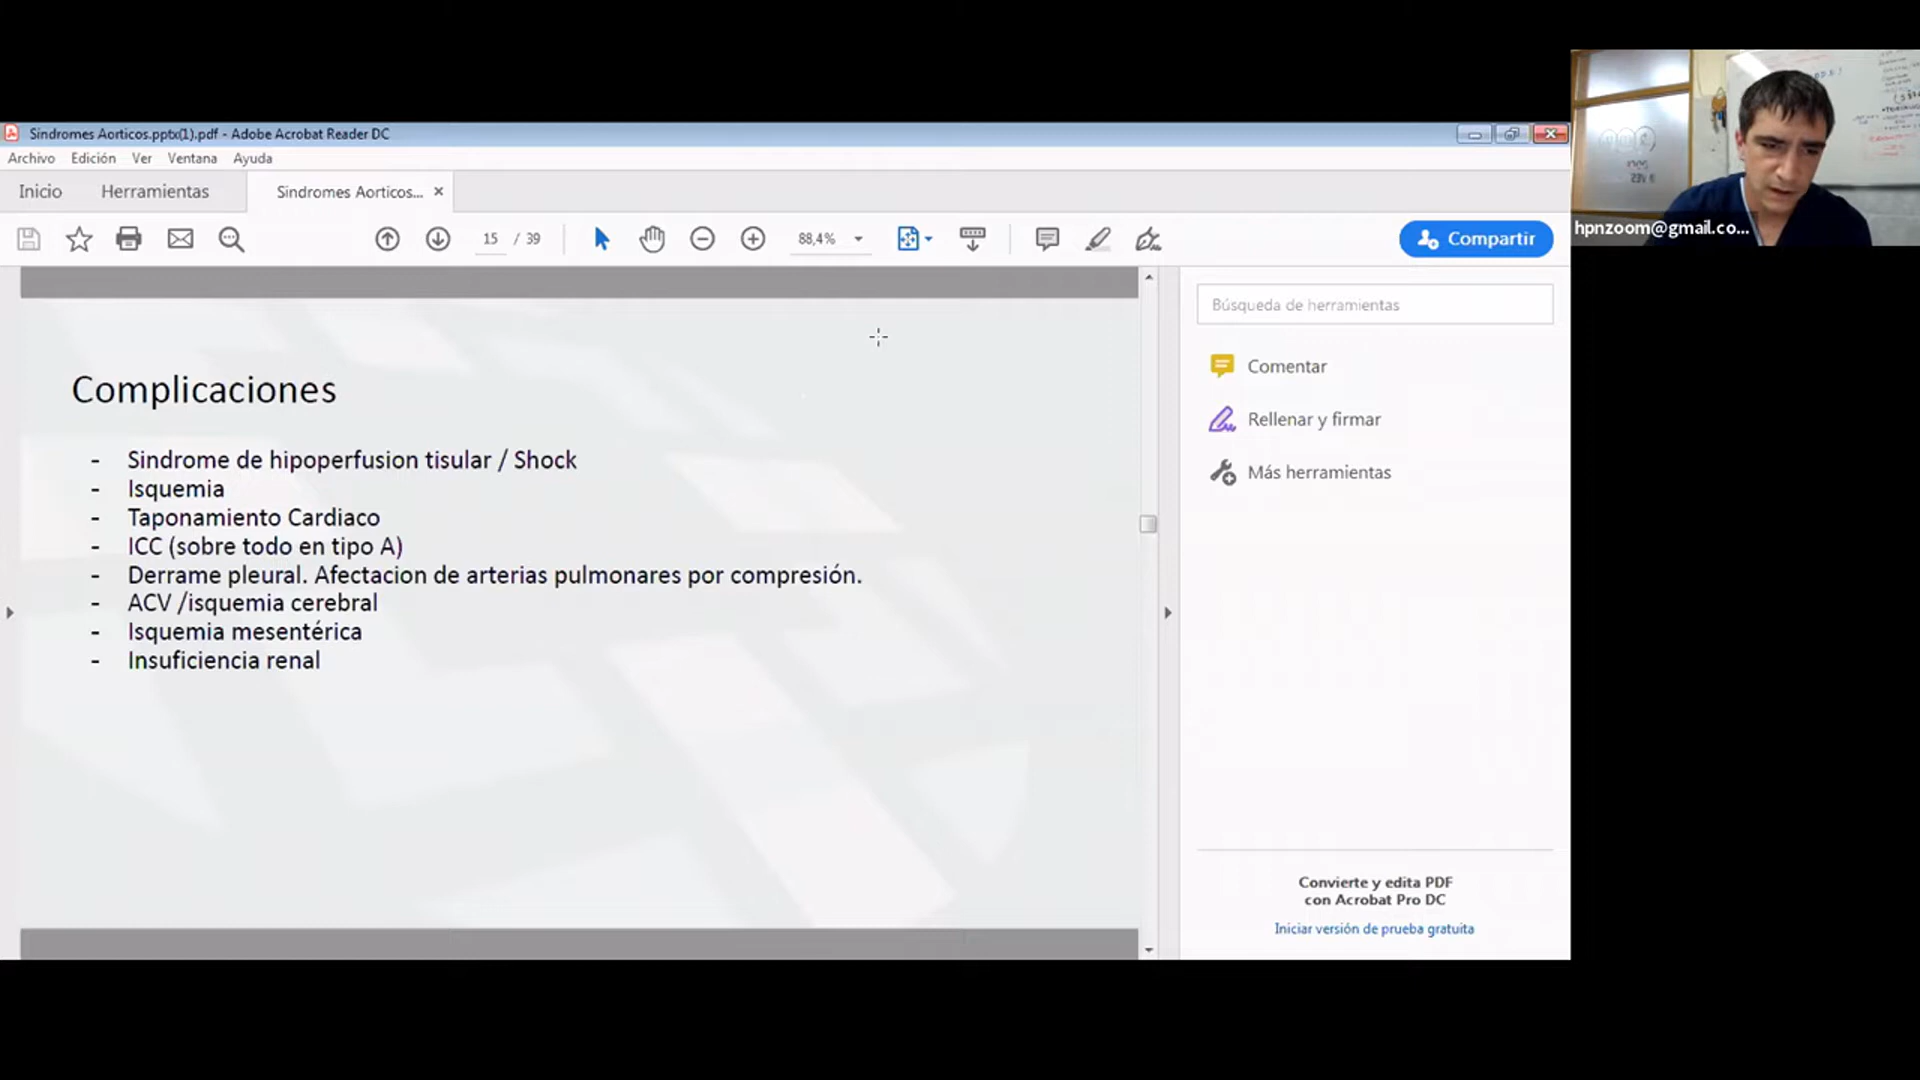 Sindromes Aorticos.pptx(1).pdf - Adobe Acrobat Reader DC
Archivo Edición Ver Ventana Ayuda
Inicio Herramientas Sindromes Aorticos... ×
15 / 39 88,4% Compartir
hpnzoom@gmail.co...
Búsqueda de herramientas
Comentar
Rellenar y firmar
Más herramientas
Complicaciones
- Sindrome de hipoperfusion tisular / Shock
- Isquemia
- Taponamiento Cardiaco
- ICC (sobre todo en tipo A)
- Derrame pleural. Afectacion de arterias pulmonares por compresión.
- ACV /isquemia cerebral
- Isquemia mesentérica
- Insuficiencia renal
Convierte y edita PDF
con Acrobat Pro DC
Iniciar versión de prueba gratuita